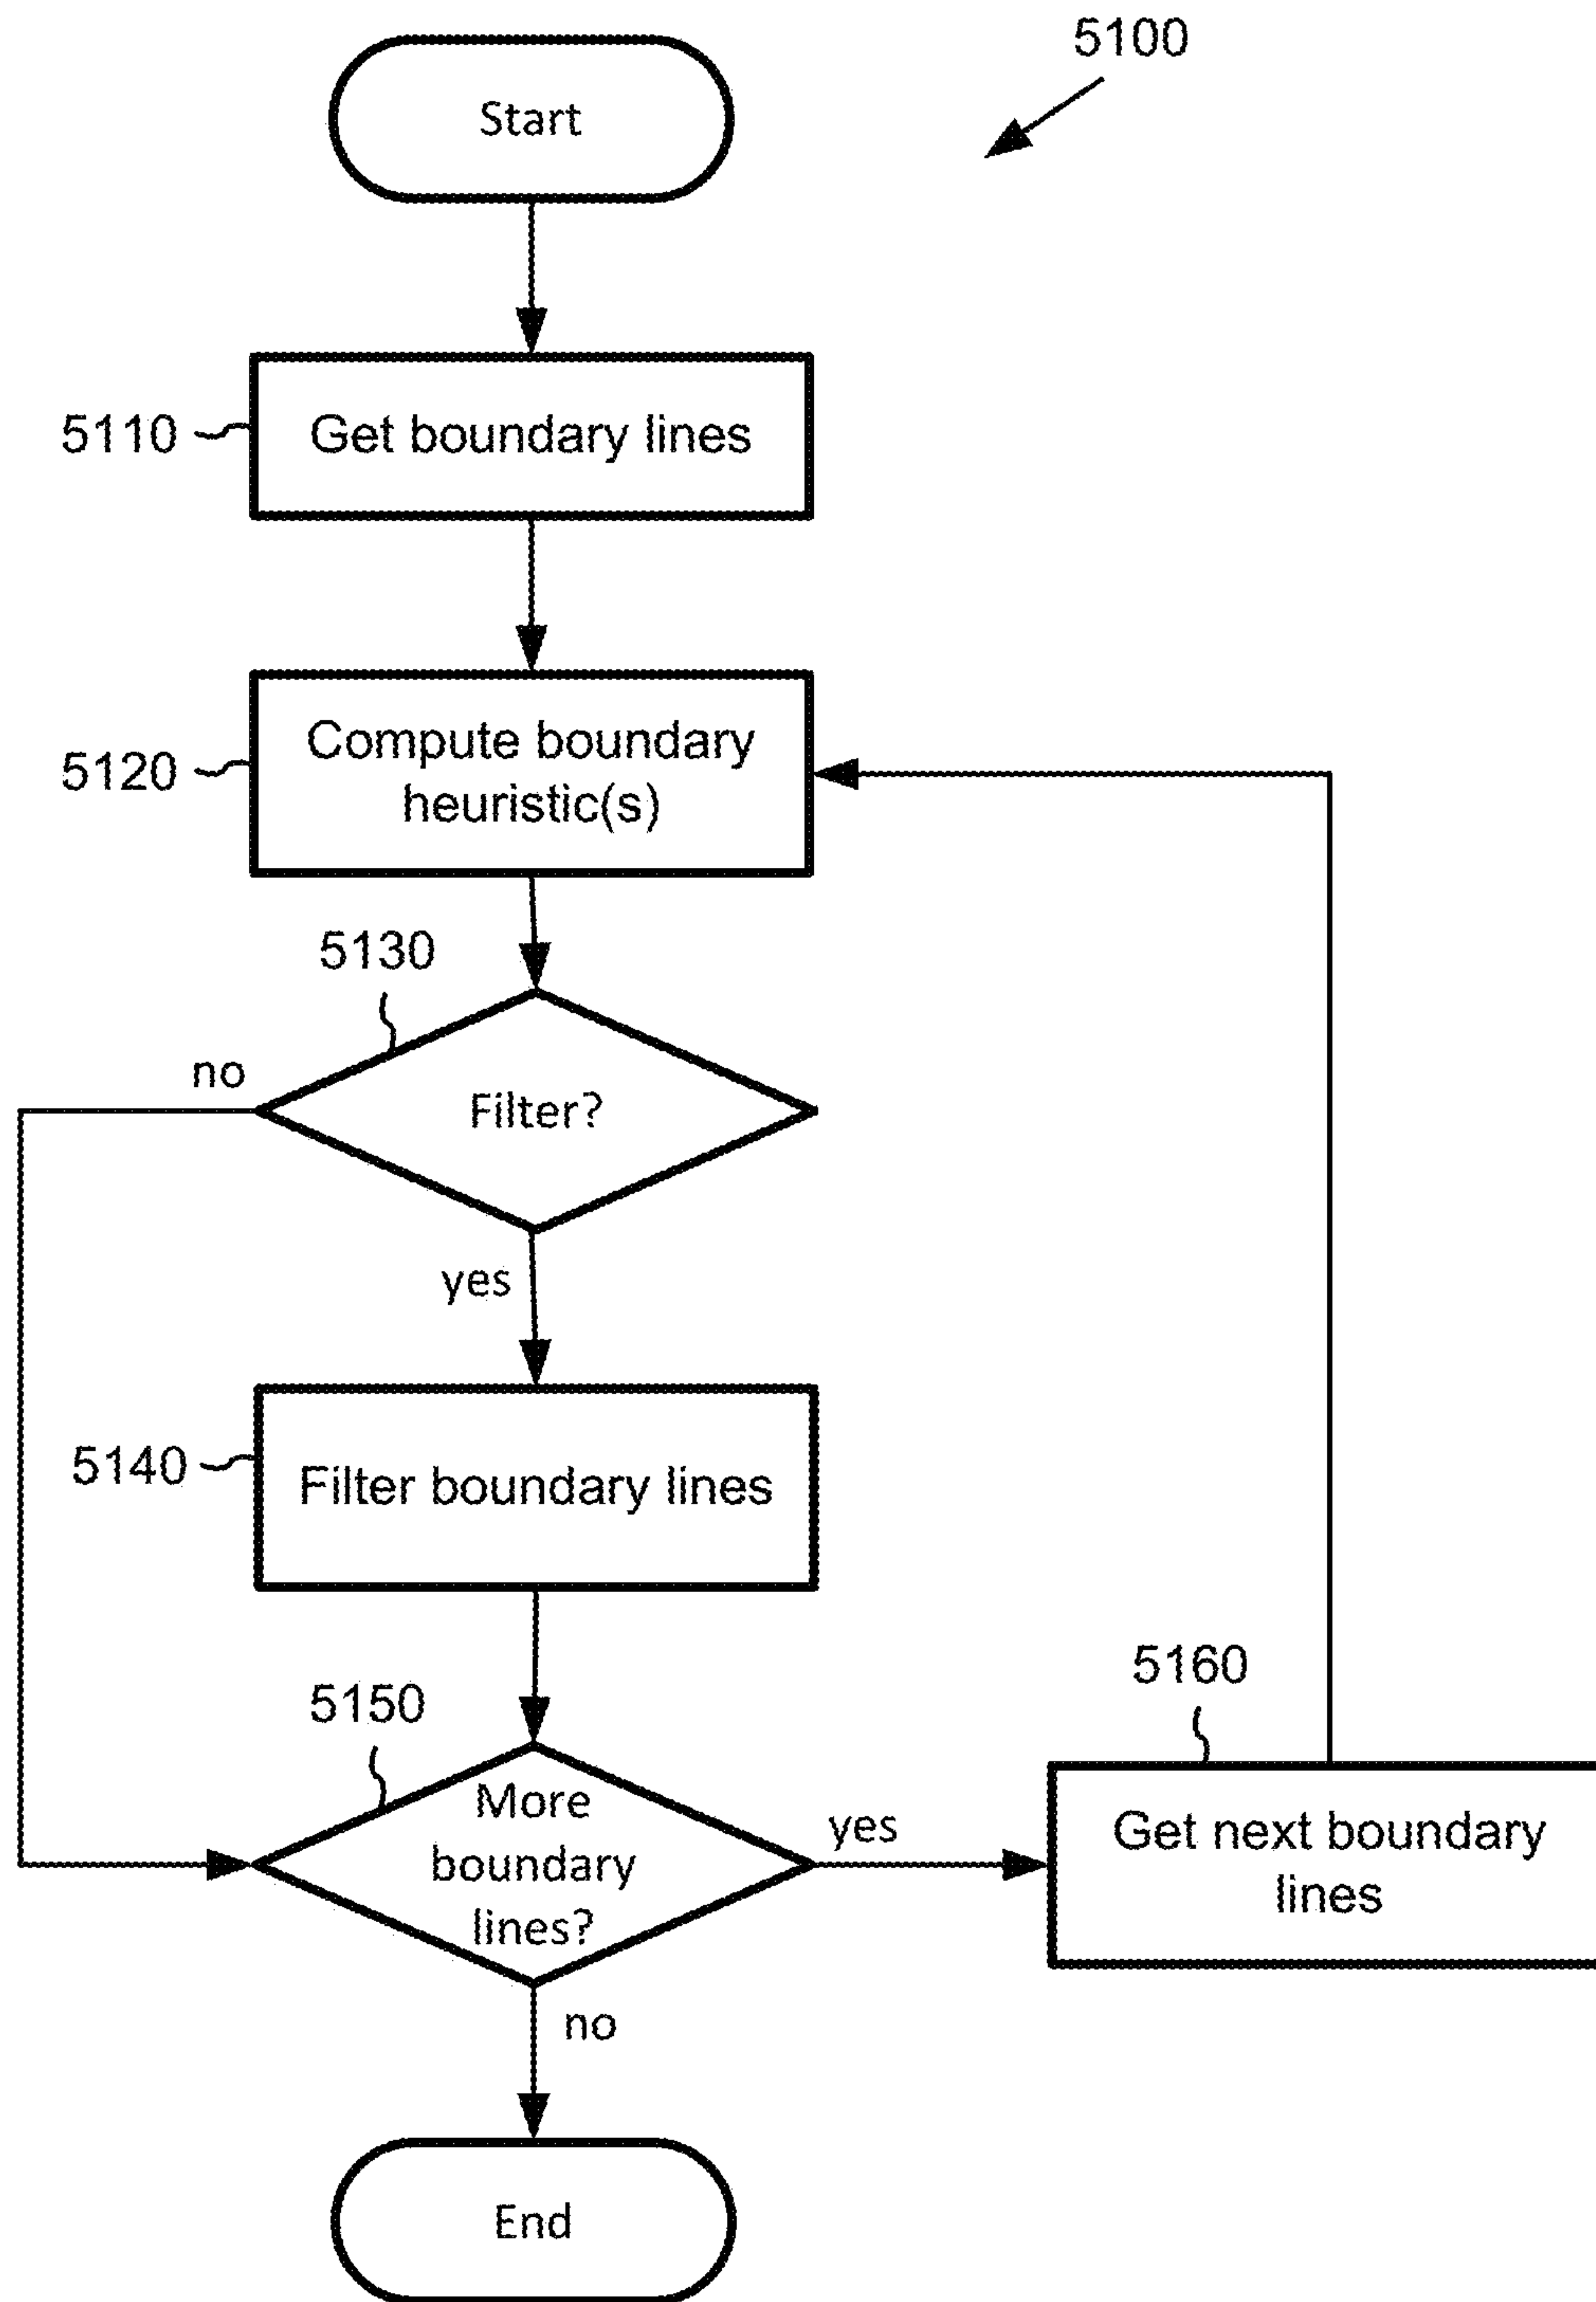 5100
Start
5110
Get boundary lines
5120
Compute boundary
heuristic(s)
5130
no
Filter?
yes
5140
Filter boundary lines
5150
More
boundary
lines?
yes
5160
Get next boundary
lines
no
End